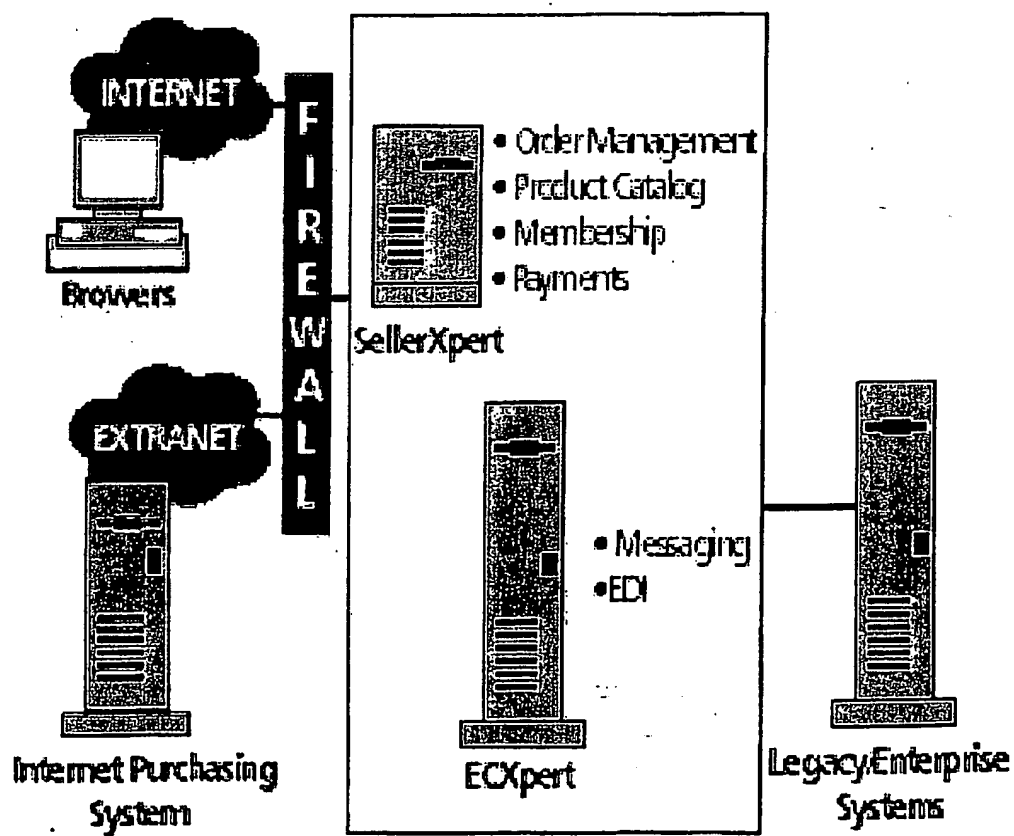 INTERNET
Browsers
FIREWALL
• Order Management
• Product Catalog
• Membership
• Payments
SellerXpert
EXTRANET
Internet Purchasing
System
• Messaging
•EDI
ECXpert
Legacy/Enterprise
Systems